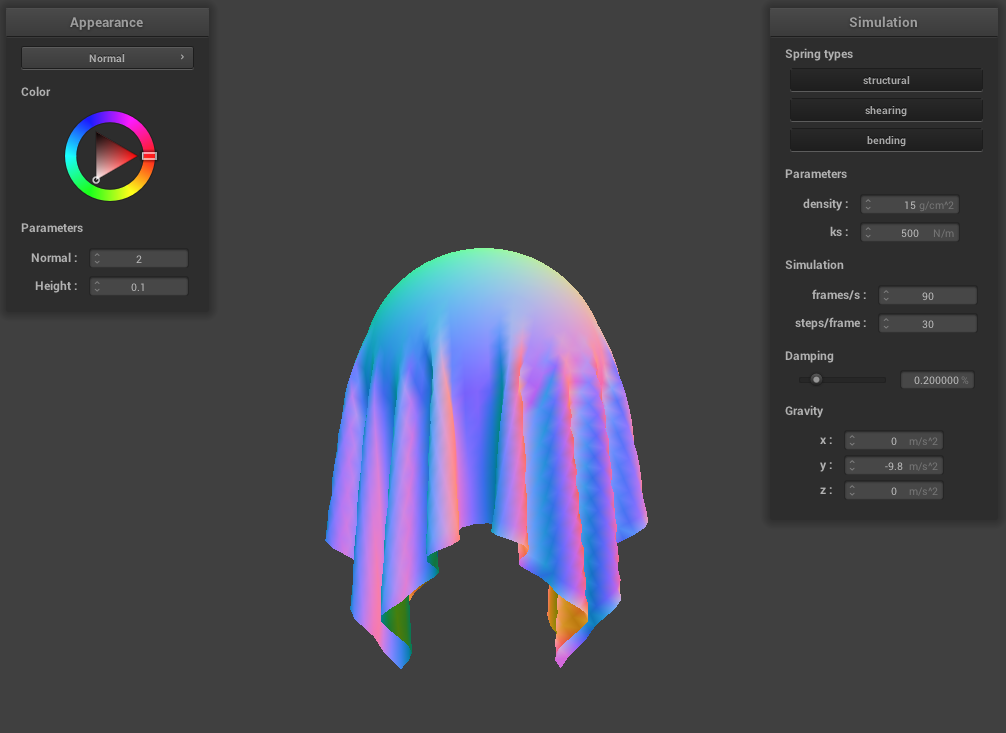 Appearance
Normal
Color
Parameters
Normal :
2
Height :
0.1
Simulation
Spring types
structural
shearing
bending
Parameters
density :
15 g/cm^2
ks :
500 N/m
Simulation
frames/s :
90
steps/frame :
30
Damping
0.200000 %
Gravity
x :
0 m/s^2
y :
-9.8 m/s^2
z :
0 m/s^2